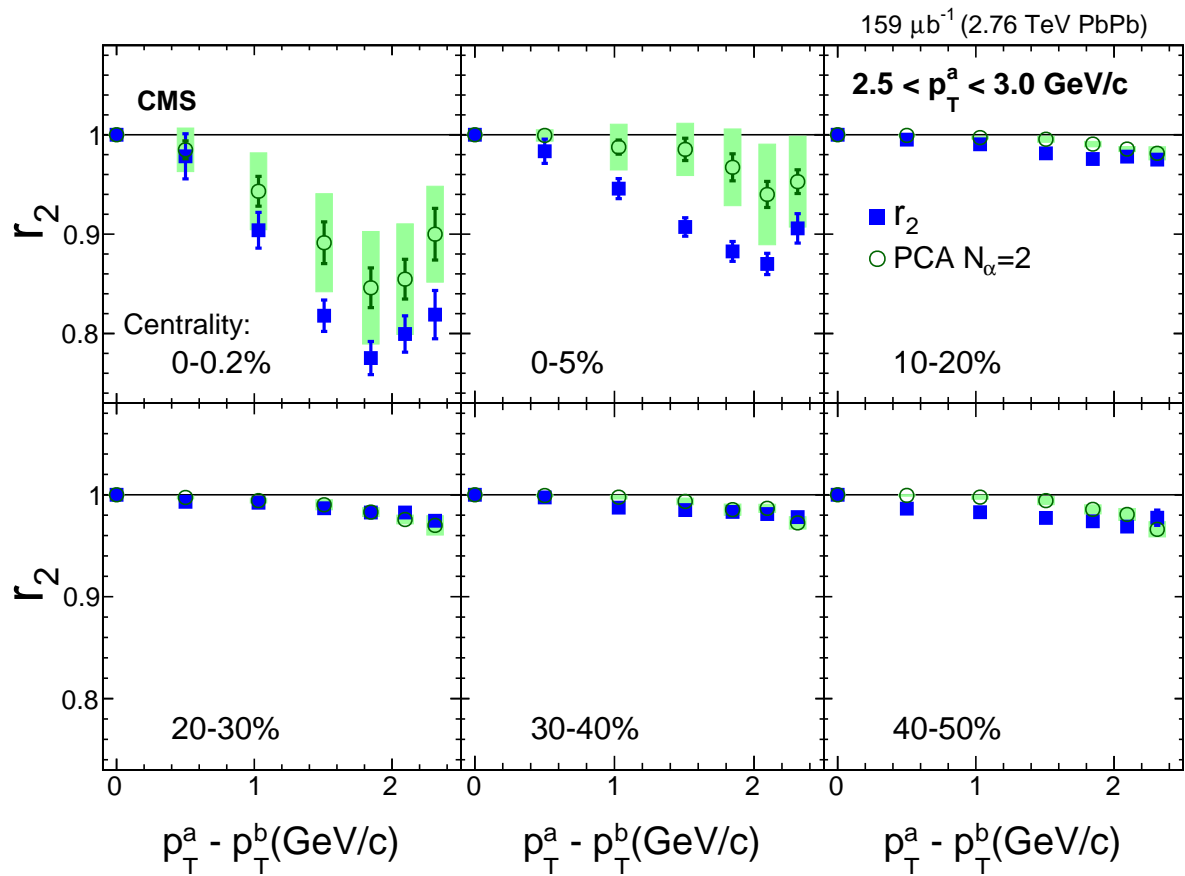 159 μb⁻¹ (2.76 TeV PbPb)
CMS
2.5 < p_T^a < 3.0 GeV/c
1
0.9
0.8
r₂
Centrality:
0-0.2%
0-5%
10-20%
r₂
PCA N_α=2
1
0.9
0.8
r₂
20-30%
30-40%
40-50%
0 1 2 0 1 2 0 1 2
p_T^a - p_T^b(GeV/c)
p_T^a - p_T^b(GeV/c)
p_T^a - p_T^b(GeV/c)